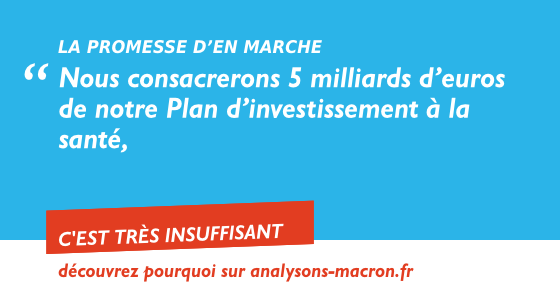 LA PROMESSE D’EN MARCHE
“ Nous consacrerons 5 milliards d’euros
de notre Plan d’investissement à la
santé,
C'EST TRÈS INSUFFISANT
découvrez pourquoi sur analysons-macron.fr